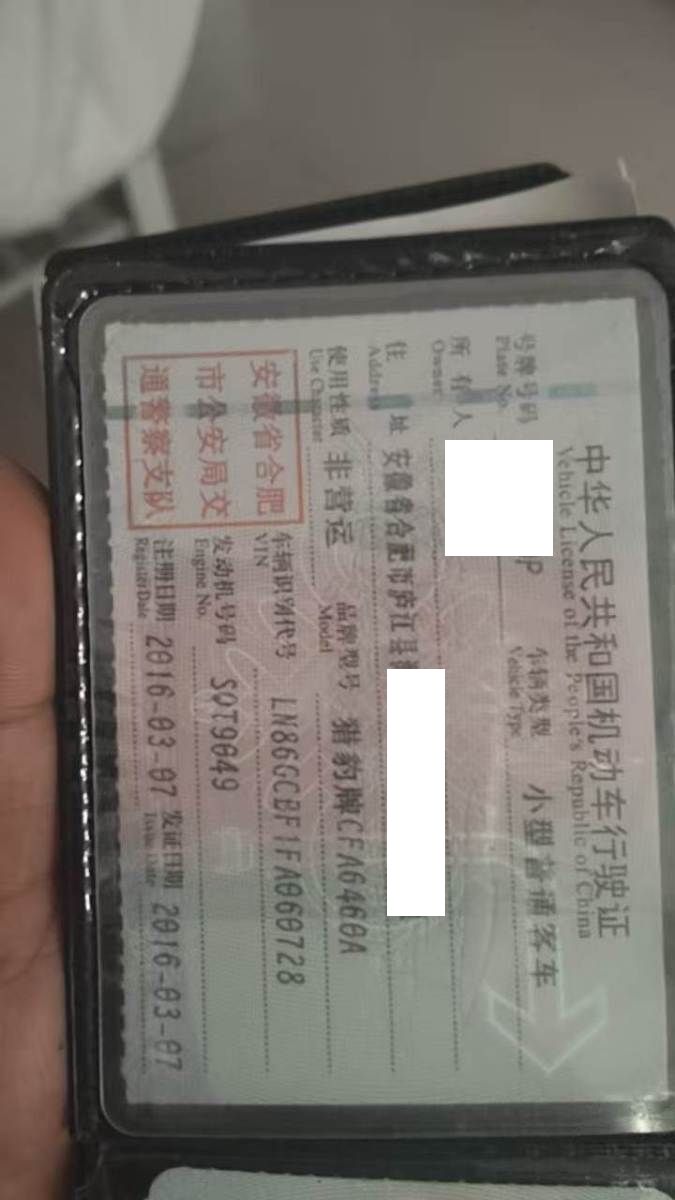 中华人民共和国机动车行驶证
Vehicle License of the People's Republic of China
号牌号码 P 车辆类型 小型普通客车
Plate No. Vehicle Type
所有人
Owner
住址 安徽省合肥市庐江县
Address
使用性质 非营运 品牌型号 猎豹牌CFA6460A
Use Character Model
安徽省合肥
市公安局交
通警察支队
车辆识别代号 LN86GCBF1FA060728
VIN
发动机号码 SQT9049
Engine No.
注册日期 2016-03-07 发证日期 2016-03-07
Register Date Issue Date